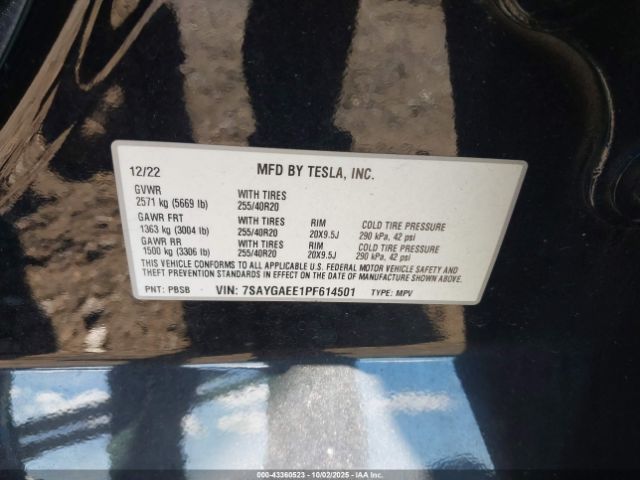 12/22 MFD BY TESLA, INC.
GVWR WITH TIRES
2571 kg (5669 lb) 255/40R20
GAWR FRT WITH TIRES RIM COLD TIRE PRESSURE
1363 kg (3004 lb) 255/40R20 20X9.5J 290 kPa, 42 psi
GAWR RR WITH TIRES RIM COLD TIRE PRESSURE
1500 kg (3306 lb) 255/40R20 20X9.5J 290 kPa, 42 psi
THIS VEHICLE CONFORMS TO ALL APPLICABLE U.S. FEDERAL MOTOR VEHICLE SAFETY AND
THEFT PREVENTION STANDARDS IN EFFECT ON THE DATE OF MANUFACTURE SHOWN ABOVE.
PNT: PBSB VIN: 7SAYGAEE1PF614501 TYPE: MPV
000-43360523 - 10/02/2025 - IAAI (C) COPYRIGHT